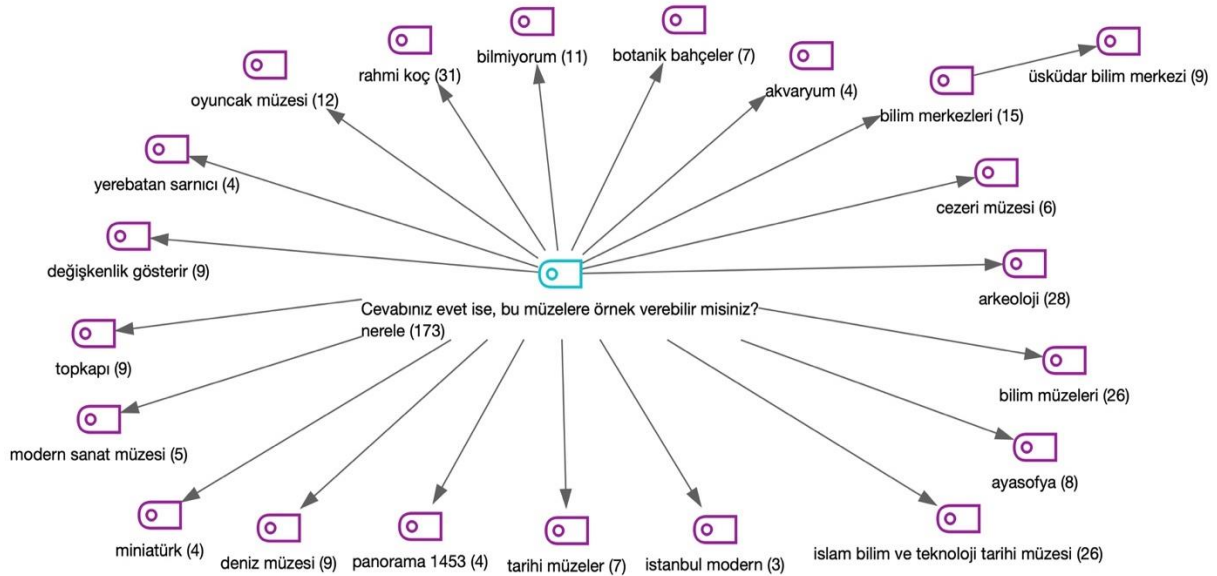 bilmiyorum (11)
botanik bahçeler (7)
rahmi koç (31)
üsküdar bilim merkezi (9)
oyuncak müzesi (12)
akvaryum (4)
bilim merkezleri (15)
yerebatan sarnıcı (4)
cezeri müzesi (6)
değişkenlik gösterir (9)
arkeoloji (28)
Cevabınız evet ise, bu müzelere örnek verebilir misiniz?
nerele (173)
topkapı (9)
bilim müzeleri (26)
modern sanat müzesi (5)
ayasofya (8)
miniatürk (4)
deniz müzesi (9)
panorama 1453 (4)
tarihi müzeler (7)
istanbul modern (3)
islam bilim ve teknoloji tarihi müzesi (26)